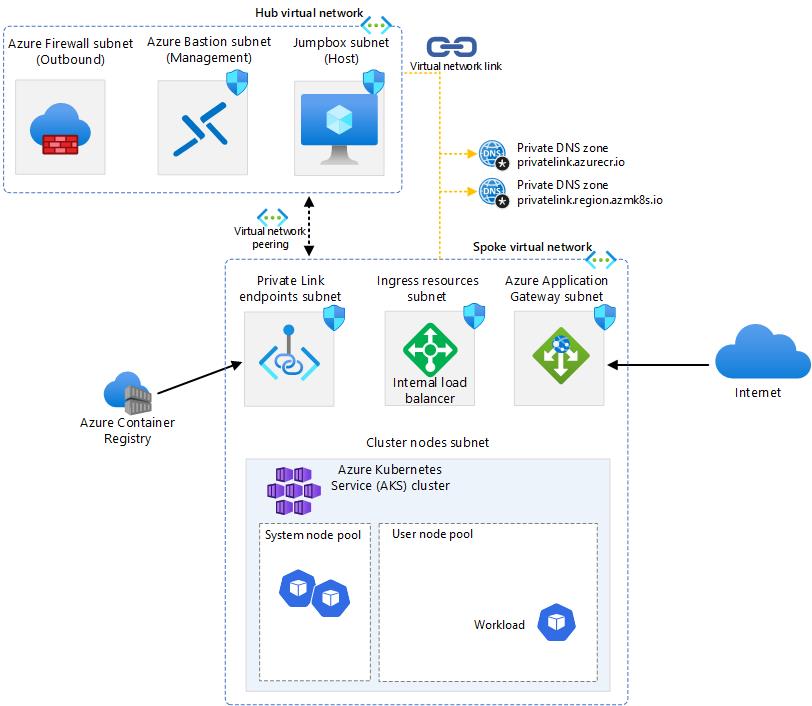 Hub virtual network
Azure Firewall subnet
(Outbound)
Azure Bastion subnet
(Management)
Jumpbox subnet
(Host)
Virtual network link
DNS
Private DNS zone
privatelink.azurecr.io
DNS
Private DNS zone
privatelink.region.azmk8s.io
Virtual network
peering
Spoke virtual network
Private Link
endpoints subnet
Ingress resources
subnet
Azure Application
Gateway subnet
Internal load
balancer
Internet
Azure Container
Registry
Cluster nodes subnet
Azure Kubernetes
Service (AKS) cluster
System node pool
User node pool
Workload